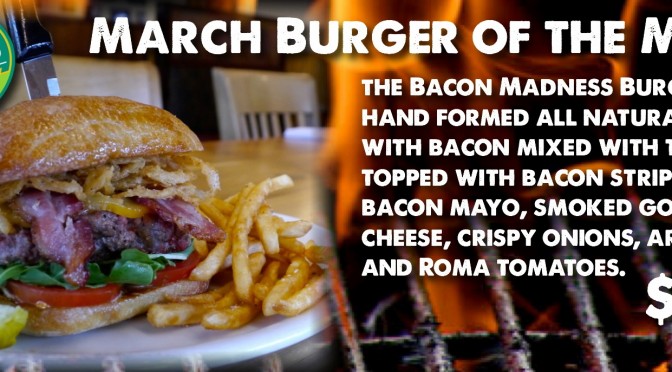 March Burger of the M
the Bacon Madness Burg
hand formed all natura
with bacon mixed with t
topped with bacon strip
bacon mayo, smoked go
cheese, crispy onions, ar
and Roma tomatoes.
$